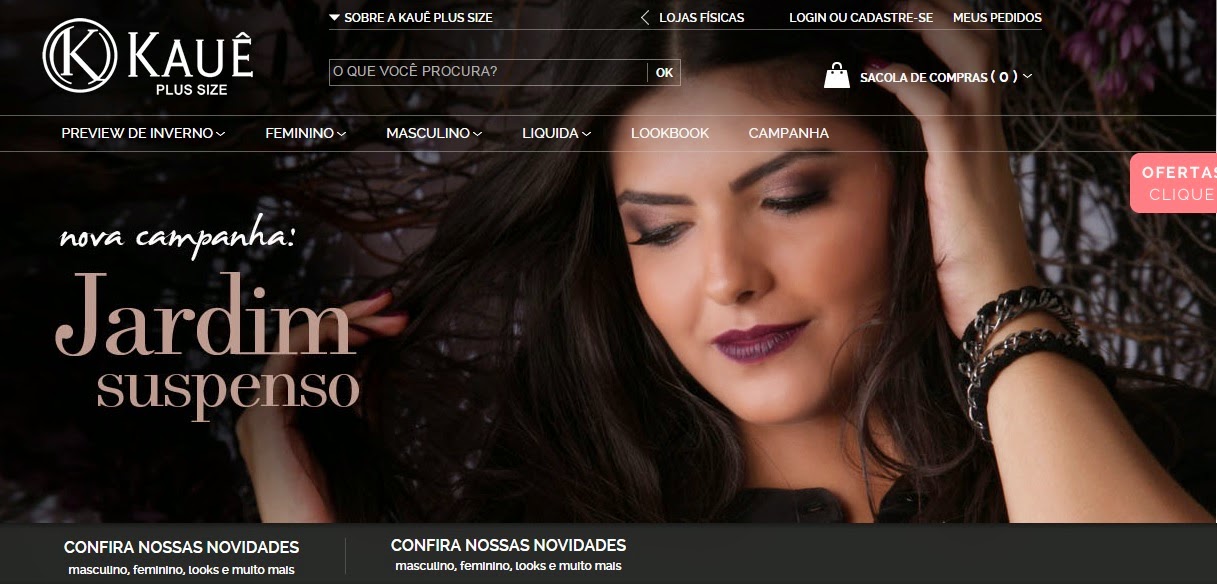 SOBRE A KAUÊ PLUS SIZE
LOJAS FÍSICAS
LOGIN OU CADASTRE-SE
MEUS PEDIDOS
K KAUÊ
PLUS SIZE
O QUE VOCÊ PROCURA?
OK
SACOLA DE COMPRAS ( 0 )
PREVIEW DE INVERNO
FEMININO
MASCULINO
LIQUIDA
LOOKBOOK
CAMPANHA
OFERTAS
CLIQUE
nova campanha:
Jardim
suspenso
CONFIRA NOSSAS NOVIDADES
masculino, feminino, looks e muito mais
CONFIRA NOSSAS NOVIDADES
masculino, feminino, looks e muito mais